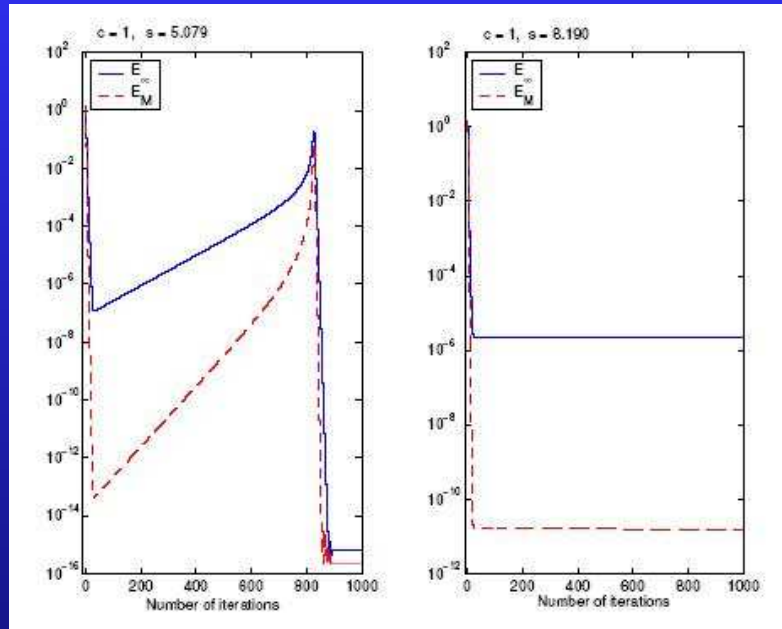 c = 1, s = 5.079
10^2
10^0
10^-2
10^-4
10^-6
10^-8
10^-10
10^-12
10^-14
10^-16
E_∞
E_M
0 200 400 600 800 1000
Number of iterations
c = 1, s = 8.190
10^2
10^0
10^-2
10^-4
10^-6
10^-8
10^-10
10^-12
E_∞
E_M
0 200 400 600 800 1000
Number of iterations